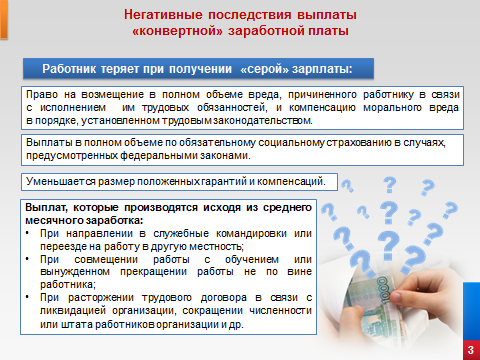 Негативные последствия выплаты
«конвертной» заработной платы
Работник теряет при получении «серой» зарплаты:
Право на возмещение в полном объеме вреда, причиненного работнику в связи
с исполнением им трудовых обязанностей, и компенсацию морального вреда
в порядке, установленном трудовым законодательством.
Выплаты в полном объеме по обязательному социальному страхованию в случаях,
предусмотренных федеральными законами.
Уменьшается размер положенных гарантий и компенсаций.
Выплат, которые производятся исходя из среднего
месячного заработка:
• При направлении в служебные командировки или
переезде на работу в другую местность;
• При совмещении работы с обучением или
вынужденном прекращение работы не по вине
работника;
• При расторжении трудового договора в связи с
ликвидацией организации, сокращении численности
или штата работников организации и др.
3